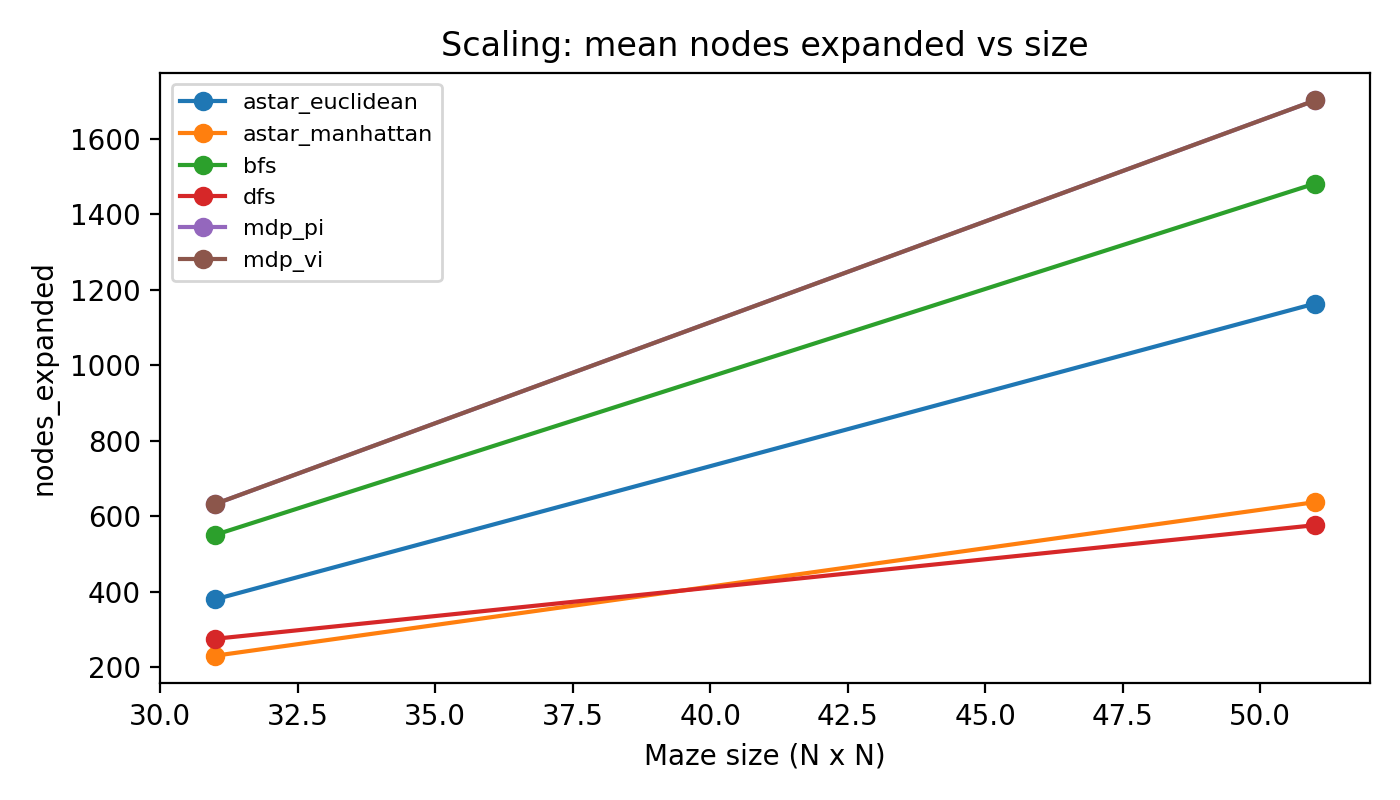 Scaling: mean nodes expanded vs size
astar_euclidean
astar_manhattan
bfs
dfs
mdp_pi
mdp_vi
nodes_expanded
1600
1400
1200
1000
800
600
400
200
30.0 32.5 35.0 37.5 40.0 42.5 45.0 47.5 50.0
Maze size (N x N)